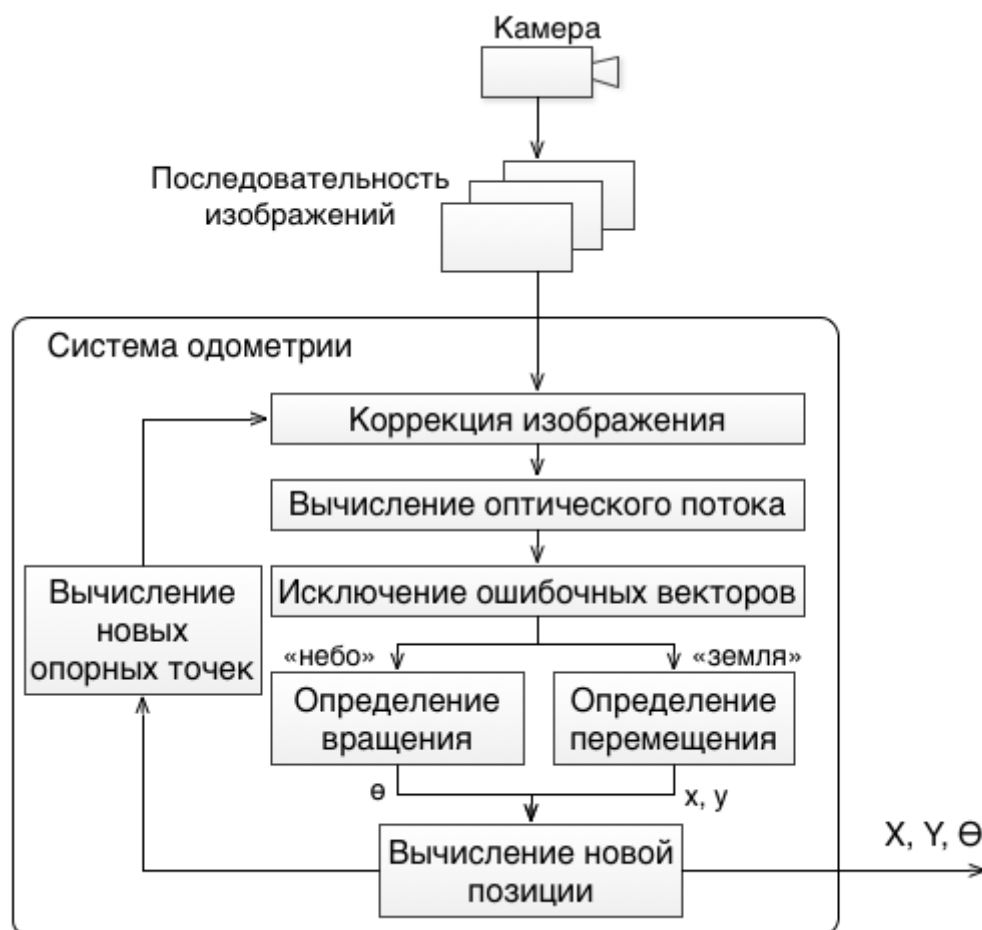 Камера
Последовательность
изображений
Система одометрии
Коррекция изображения
Вычисление оптического потока
Исключение ошибочных векторов
Вычисление
новых
опорных точек
«небо»
«земля»
Определение
вращения
Определение
перемещения
ө
x, y
Вычисление новой
позиции
X, Y, Ө